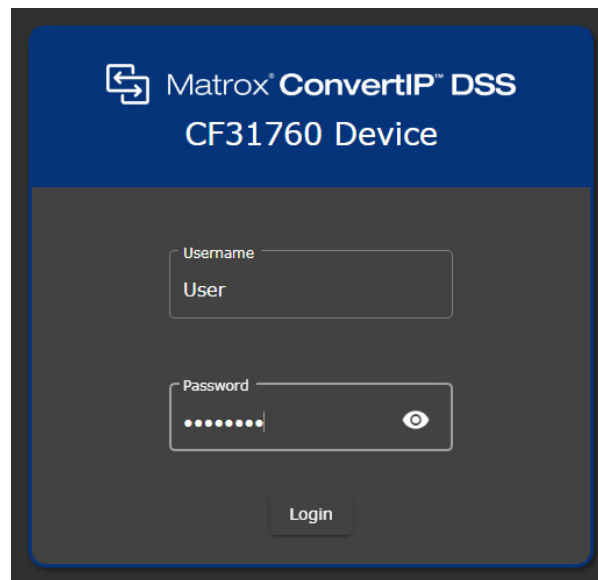 Matrox® ConvertIP™ DSS
CF31760 Device
Username
User
Password
••••••••
Login